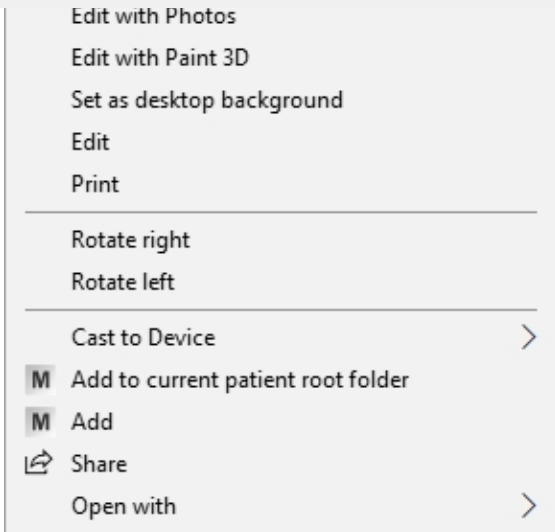 Edit with Photos
Edit with Paint 3D
Set as desktop background
Edit
Print
Rotate right
Rotate left
Cast to Device
M Add to current patient root folder
M Add
Share
Open with